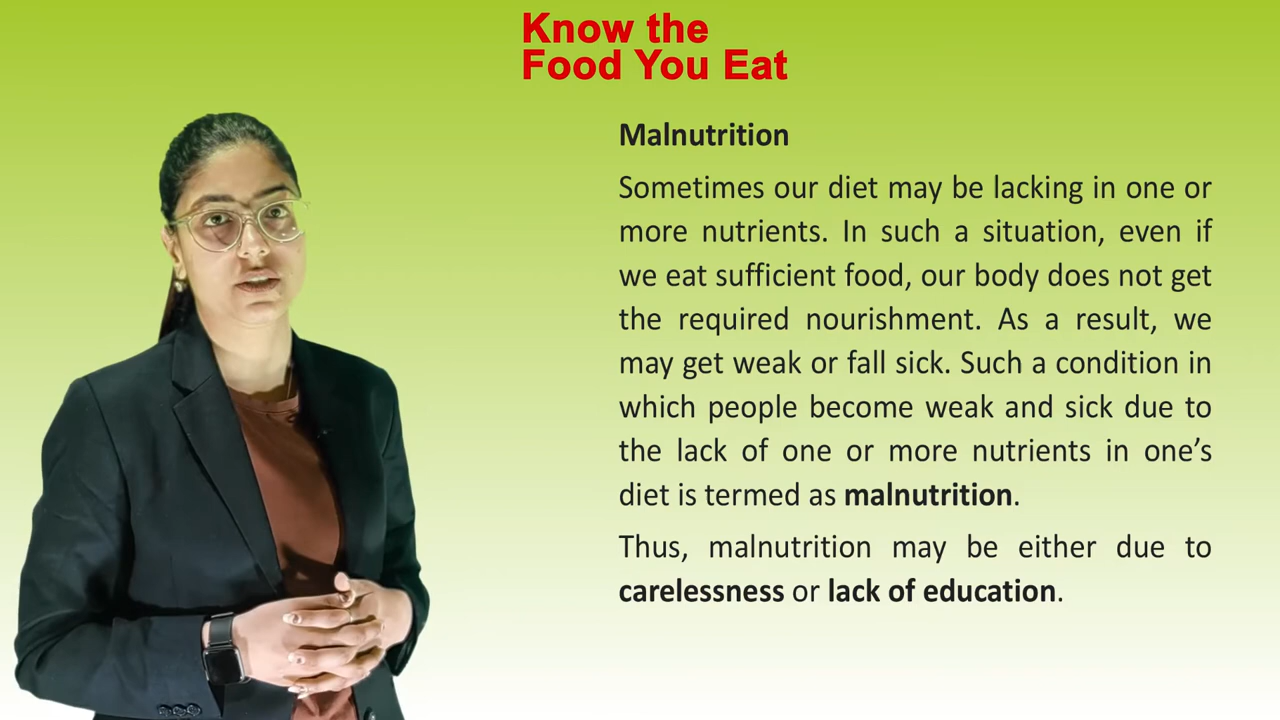 Know the
Food You Eat
Malnutrition
Sometimes our diet may be lacking in one or
more nutrients. In such a situation, even if
we eat sufficient food, our body does not get
the required nourishment. As a result, we
may get weak or fall sick. Such a condition in
which people become weak and sick due to
the lack of one or more nutrients in one’s
diet is termed as malnutrition.
Thus, malnutrition may be either due to
carelessness or lack of education.